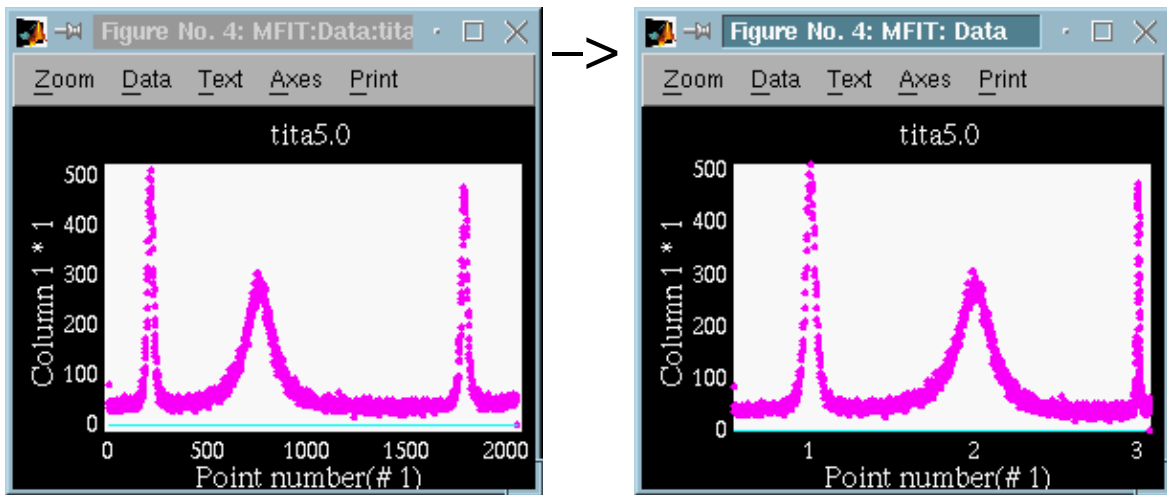 Figure No. 4: MFIT:Data:tita
Zoom Data Text Axes Print
tita5.0
500
400
300
200
100
0
Column 1 * 1
0 500 1000 1500 2000
Point number(# 1)
–>
Figure No. 4: MFIT: Data
Zoom Data Text Axes Print
tita5.0
500
400
300
200
100
0
Column 1 * 1
1 2 3
Point number(# 1)